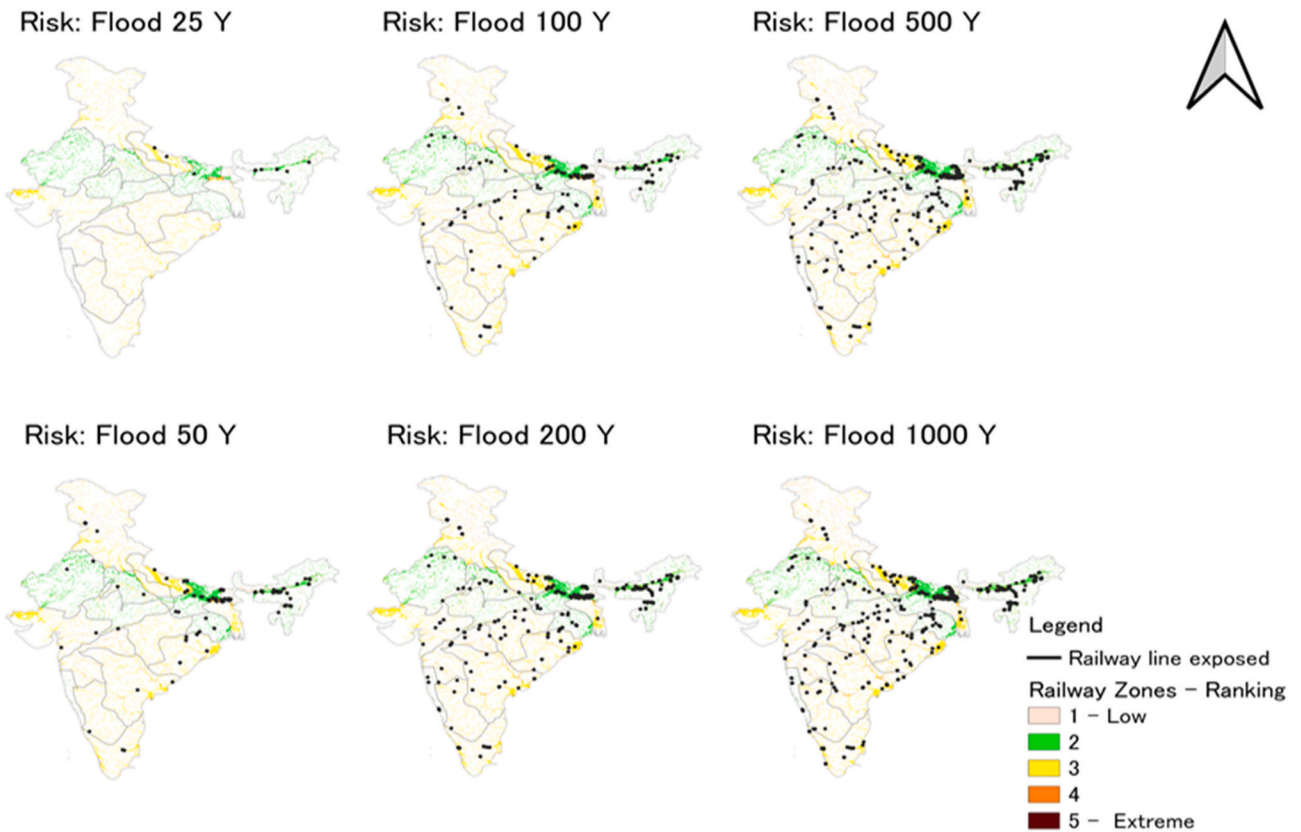 Risk: Flood 25 Y
Risk: Flood 100 Y
Risk: Flood 500 Y
Risk: Flood 50 Y
Risk: Flood 200 Y
Risk: Flood 1000 Y
Legend
Railway line exposed
Railway Zones - Ranking
1 - Low
2
3
4
5 - Extreme